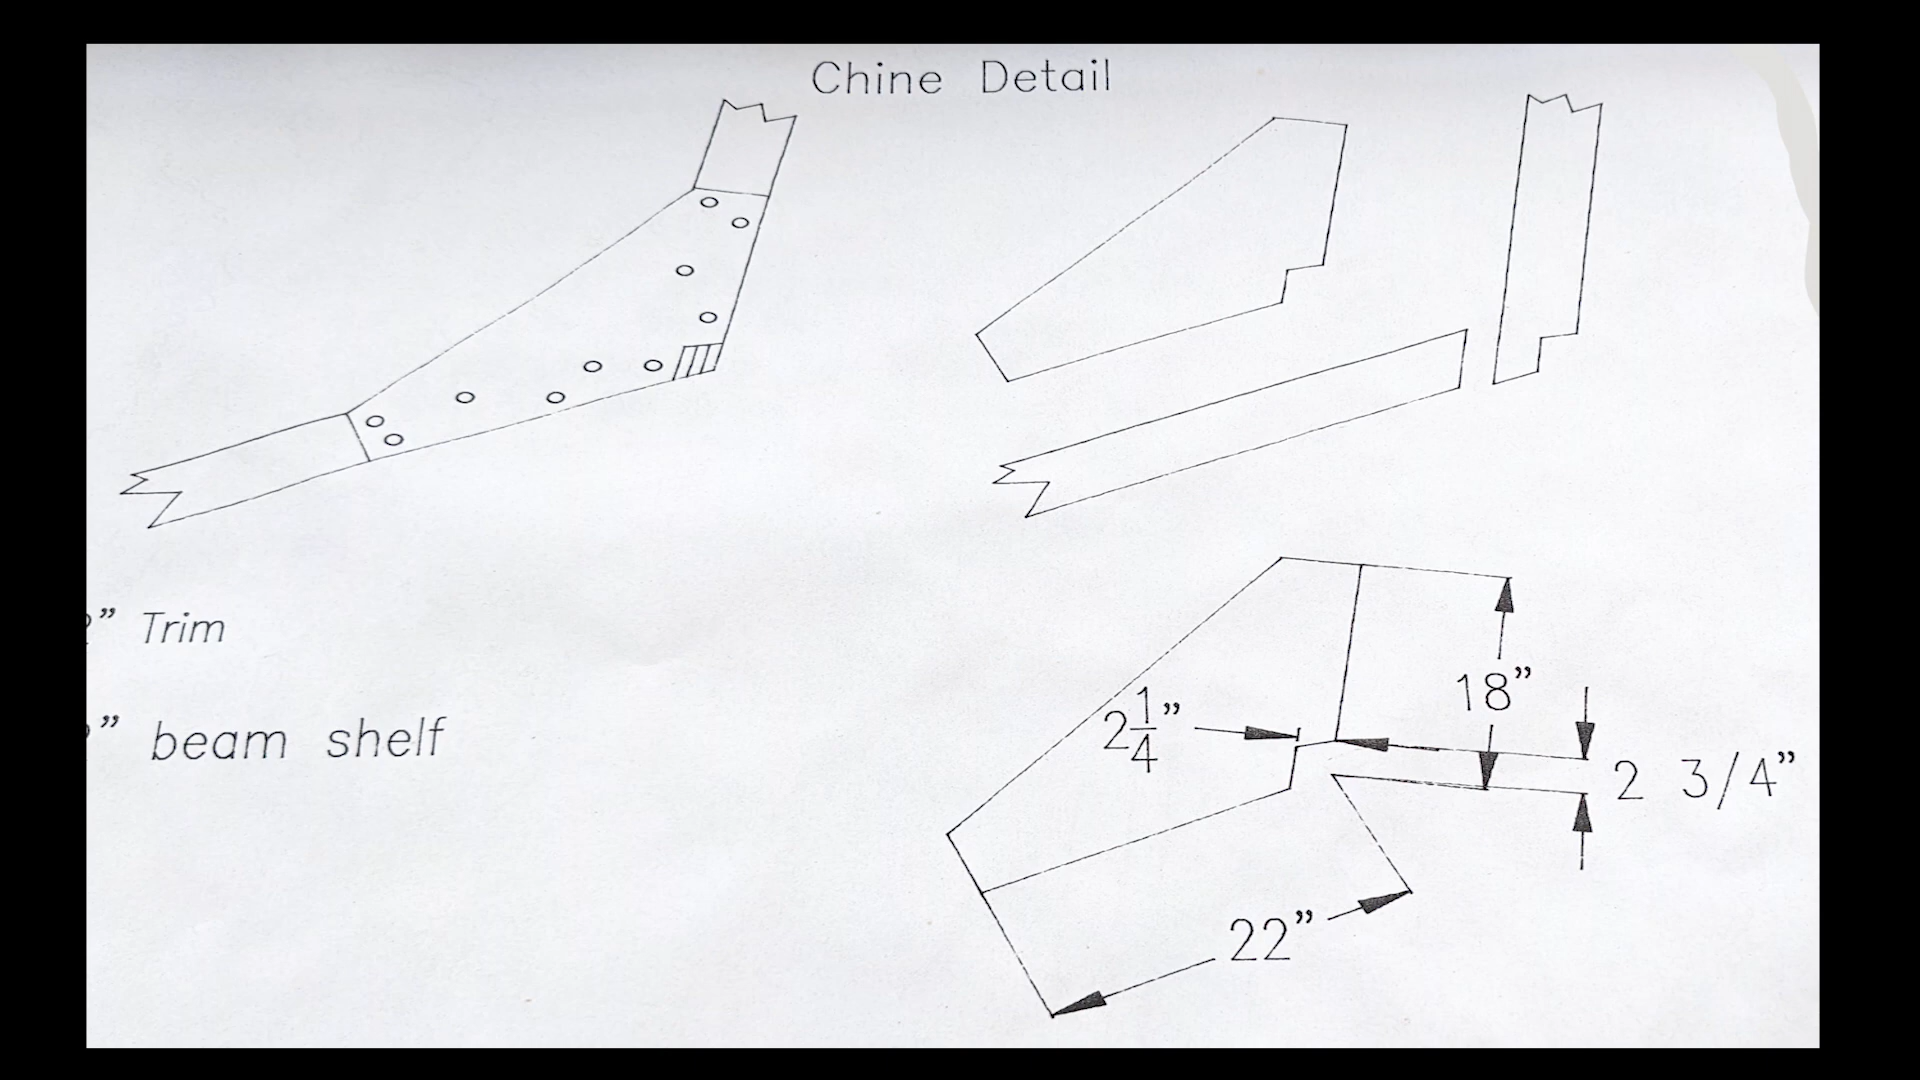 Chine Detail
” Trim
” beam shelf
2 1/4”
18”
2 3/4”
22”